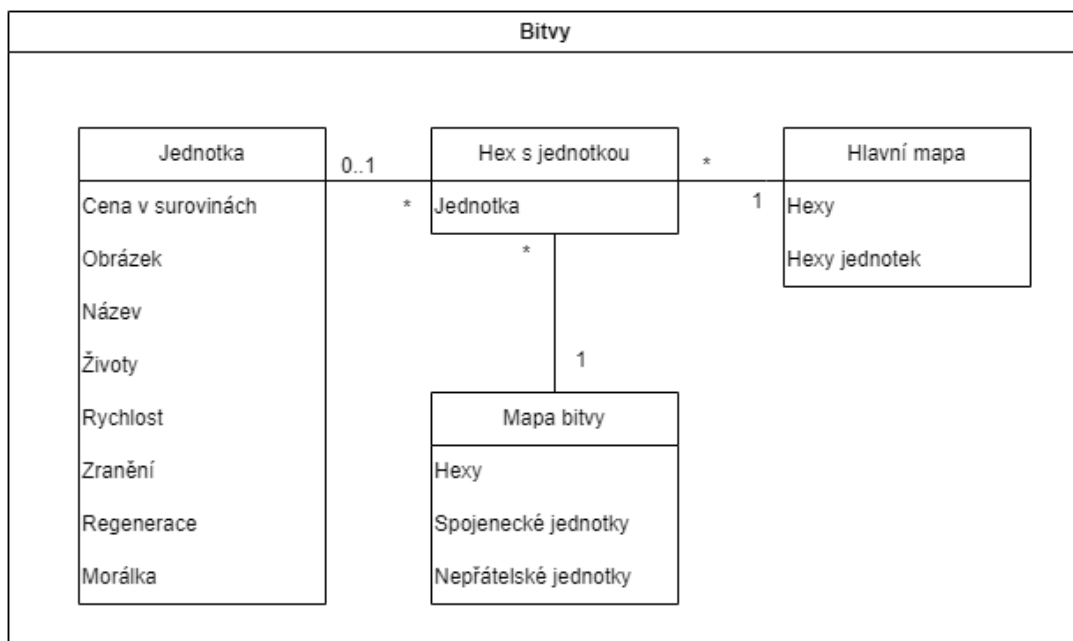 Bitvy
Jednotka
Cena v surovinách
Obrázek
Název
Životy
Rychlost
Zranění
Regenerace
Morálka
0..1
*
Hex s jednotkou
Jednotka
*
1
*
1
Hlavní mapa
Hexy
Hexy jednotek
Mapa bitvy
Hexy
Spojenecké jednotky
Nepřátelské jednotky